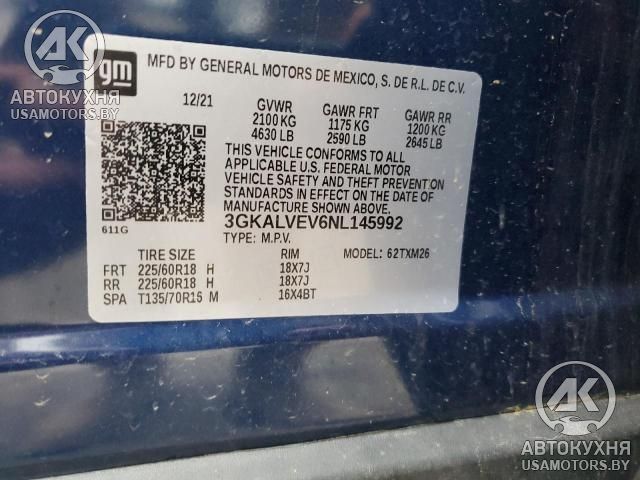 gm
MFD BY GENERAL MOTORS DE MEXICO, S. DE R.L. DE C.V.
12/21 GVWR GAWR FRT GAWR RR
2100 KG 1175 KG 1200 KG
4630 LB 2590 LB 2645 LB
THIS VEHICLE CONFORMS TO ALL
APPLICABLE U.S. FEDERAL MOTOR
VEHICLE SAFETY AND THEFT PREVENTION
STANDARDS IN EFFECT ON THE DATE OF
MANUFACTURE SHOWN ABOVE.
611G
3GKALVEV6NL145992
TYPE: M.P.V.
TIRE SIZE RIM MODEL: 62TXM26
FRT 225/60R18 H 18X7J
RR 225/60R18 H 18X7J
SPA T135/70R16 M 16X4BT
АК
АВТОКУХНЯ
USAMOTORS.BY
АК
АВТОКУХНЯ
USAMOTORS.BY